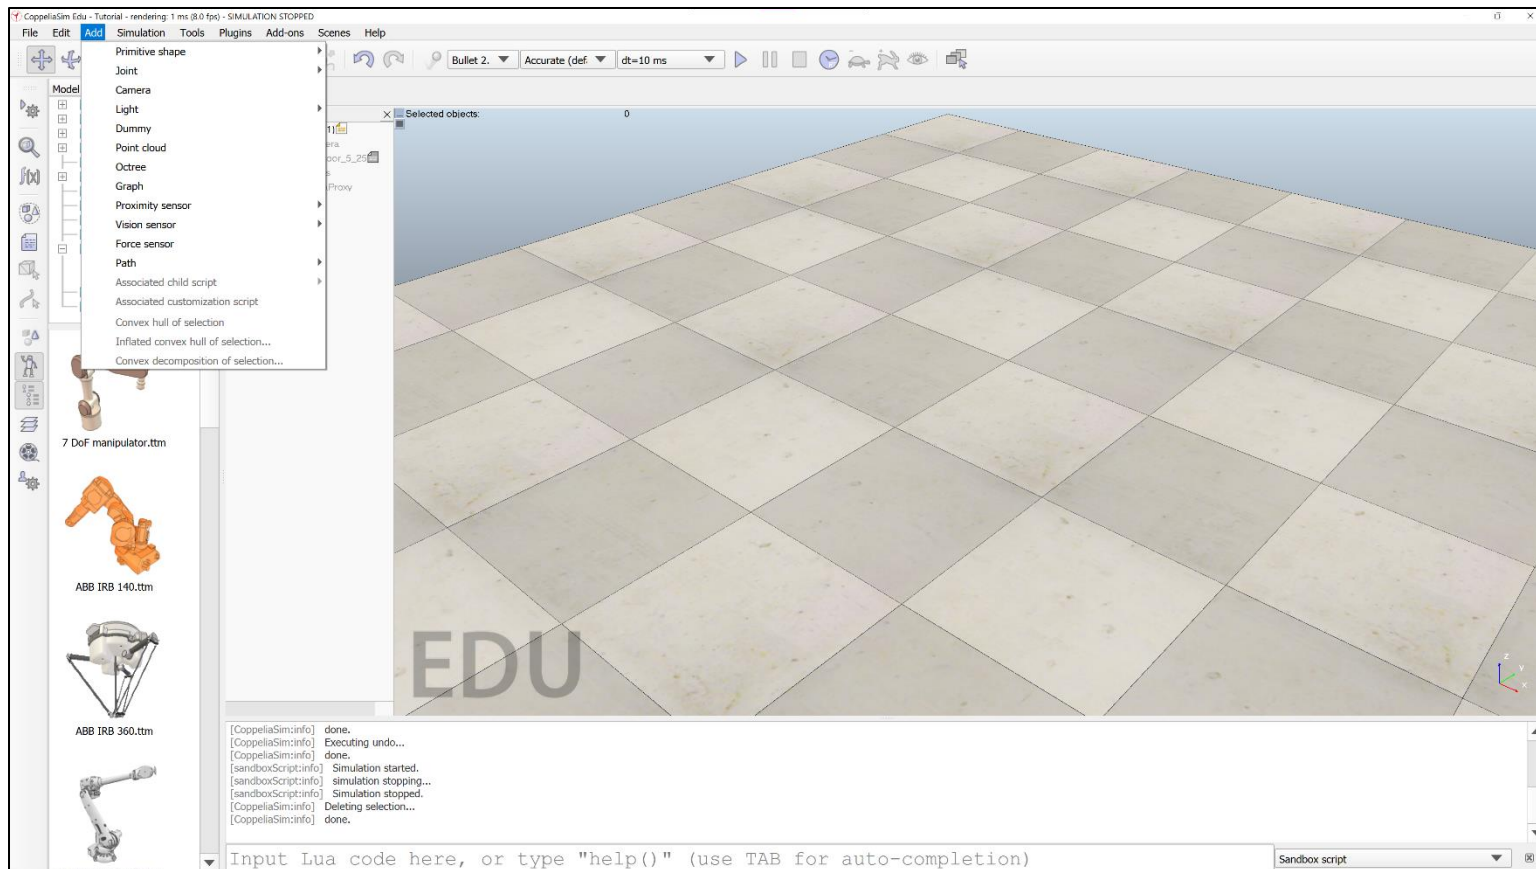 CoppeliaSim Edu - Tutorial - rendering: 1 ms (8.0 fps) - SIMULATION STOPPED
File Edit Add Simulation Tools Plugins Add-ons Scenes Help
Bullet 2. Accurate (def dt=10 ms
Primitive shape
Joint
Camera
Light
Dummy
Point cloud
Octree
Graph
Proximity sensor
Vision sensor
Force sensor
Path
Associated child script
Associated customization script
Convex hull of selection
Inflated convex hull of selection...
Convex decomposition of selection...
Model
Selected objects: 0
1)
era
oor_5_25
s
Proxy
f(x)
7 DoF manipulator.ttm
ABB IRB 140.ttm
ABB IRB 360.ttm
EDU
z
y
x
[CoppeliaSim:info] done.
[CoppeliaSim:info] Executing undo...
[CoppeliaSim:info] done.
[sandboxScript:info] Simulation started.
[sandboxScript:info] simulation stopping...
[sandboxScript:info] Simulation stopped.
[CoppeliaSim:info] Deleting selection...
[CoppeliaSim:info] done.
Input Lua code here, or type "help()" (use TAB for auto-completion)
Sandbox script